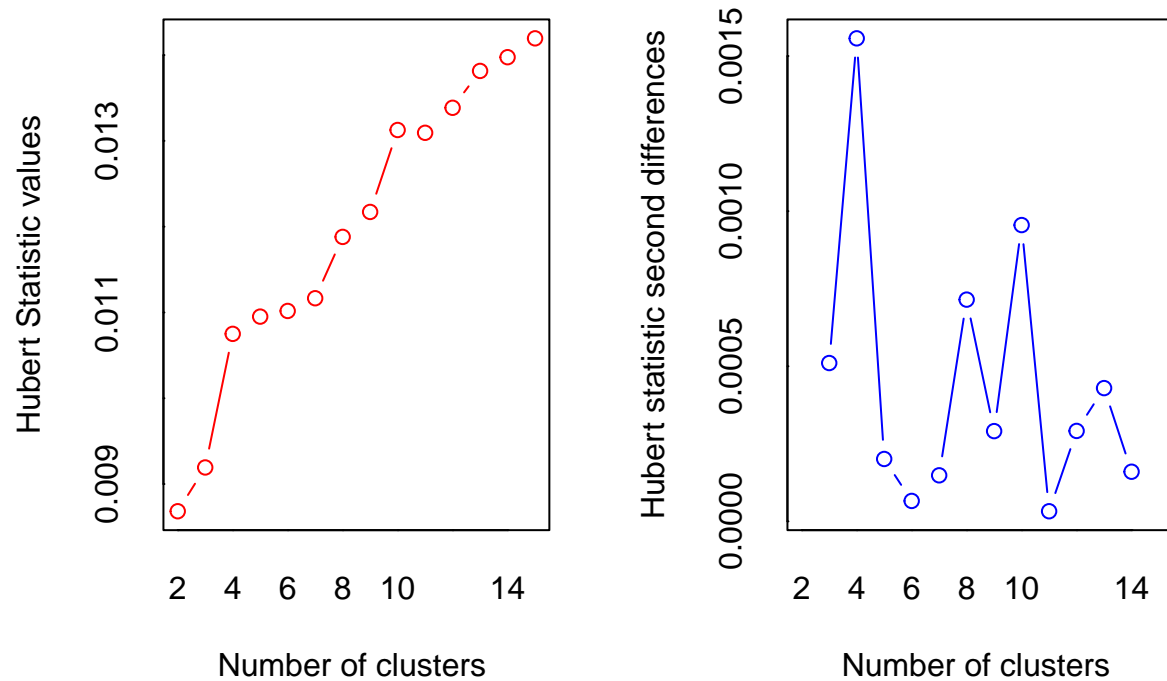 Hubert Statistic values
0.009
0.011
0.013
2 4 6 8 10 14
Number of clusters
Hubert statistic second differences
0.0000
0.0005
0.0010
0.0015
2 4 6 8 10 14
Number of clusters